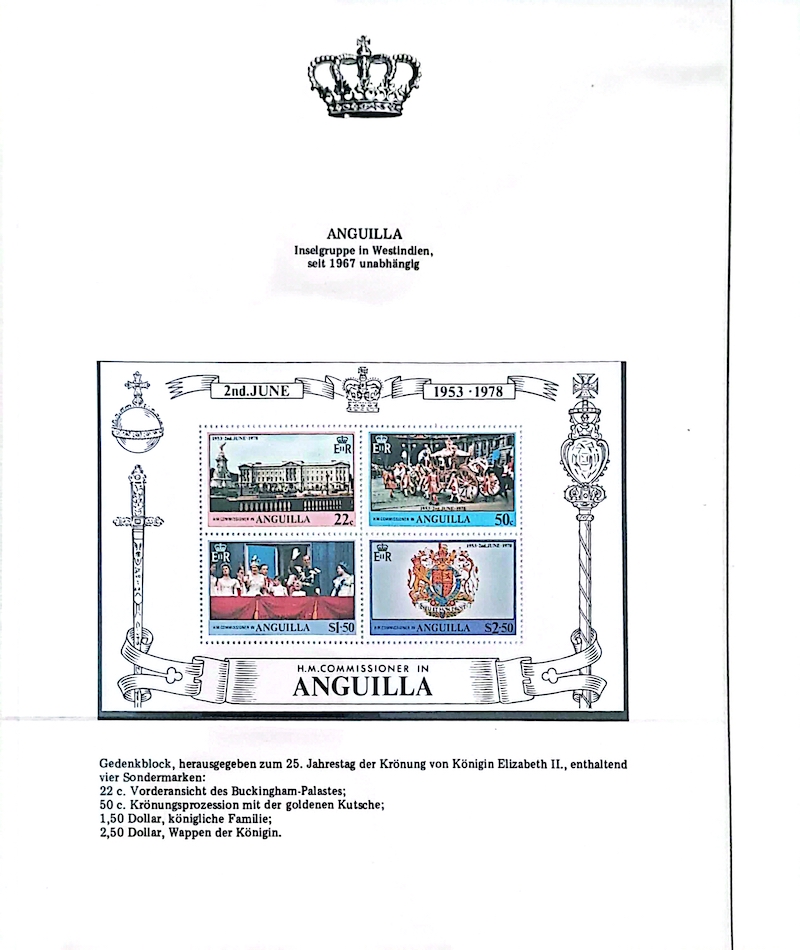 ANGUILLA
Inselgruppe in Westindien,
seit 1967 unabhängig
2nd.JUNE
1953·1978
1953·2nd.JUNE·1978
EIIR
H.M.COMMISSIONER IN ANGUILLA 22c
EIIR
1953·2nd.JUNE·1978
H.M.COMMISSIONER IN ANGUILLA 50c
EIIR
H.M.COMMISSIONER IN ANGUILLA $1·50
EIIR
1953·2nd.JUNE·1978
H.M.COMMISSIONER IN ANGUILLA $2·50
H.M.COMMISSIONER IN
ANGUILLA
Gedenkblock, herausgegeben zum 25. Jahrestag der Krönung von Königin Elizabeth II., enthaltend
vier Sondermarken:
22 c. Vorderansicht des Buckingham-Palastes;
50 c. Krönungsprozession mit der goldenen Kutsche;
1,50 Dollar, königliche Familie;
2,50 Dollar, Wappen der Königin.